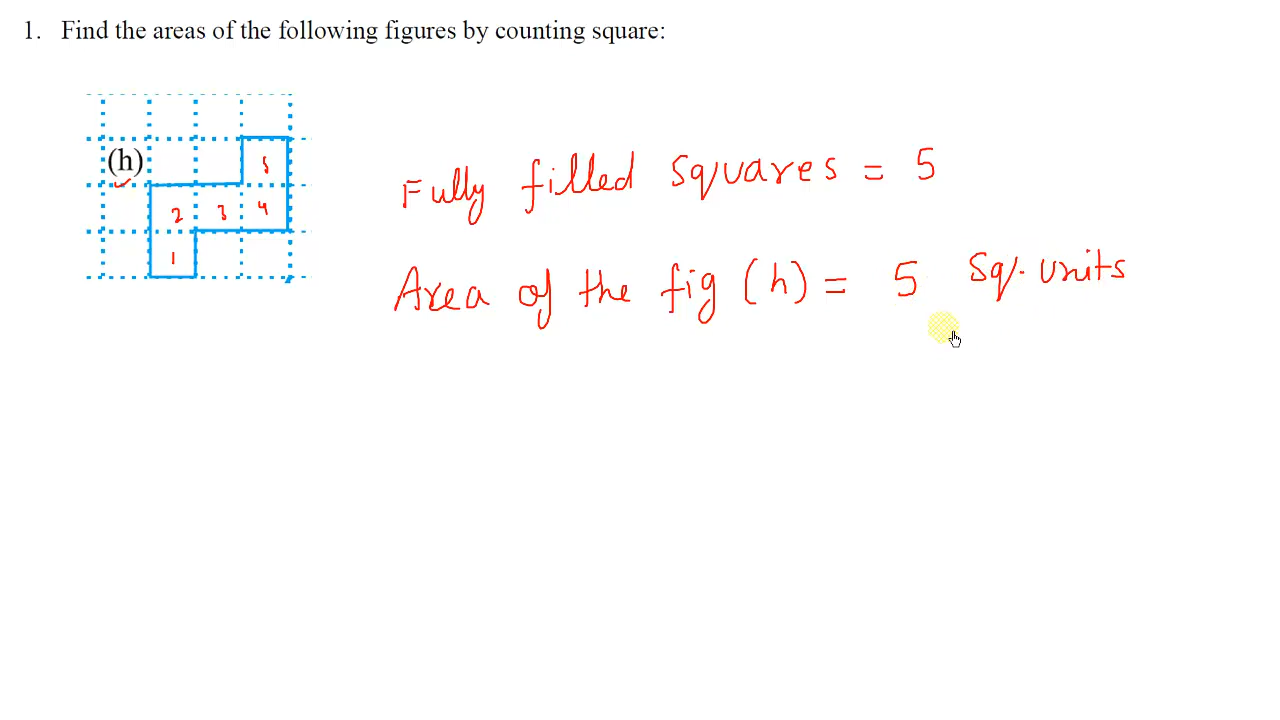 1. Find the areas of the following figures by counting square:
(h)
5
2 3 4
1
Fully filled squares = 5
Area of the fig (h) = 5 Sq. units